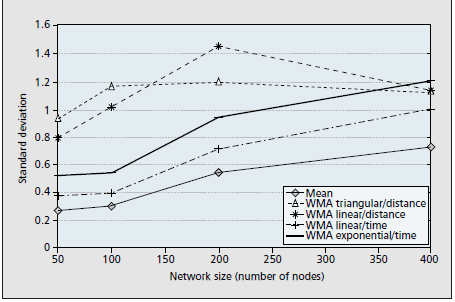 1.6
1.4
1.2
1
0.8
0.6
0.4
0.2
0
Standard deviation
Mean
WMA triangular/distance
WMA linear/distance
WMA linear/time
WMA exponential/time
50 100 150 200 250 300 350 400
Network size (number of nodes)